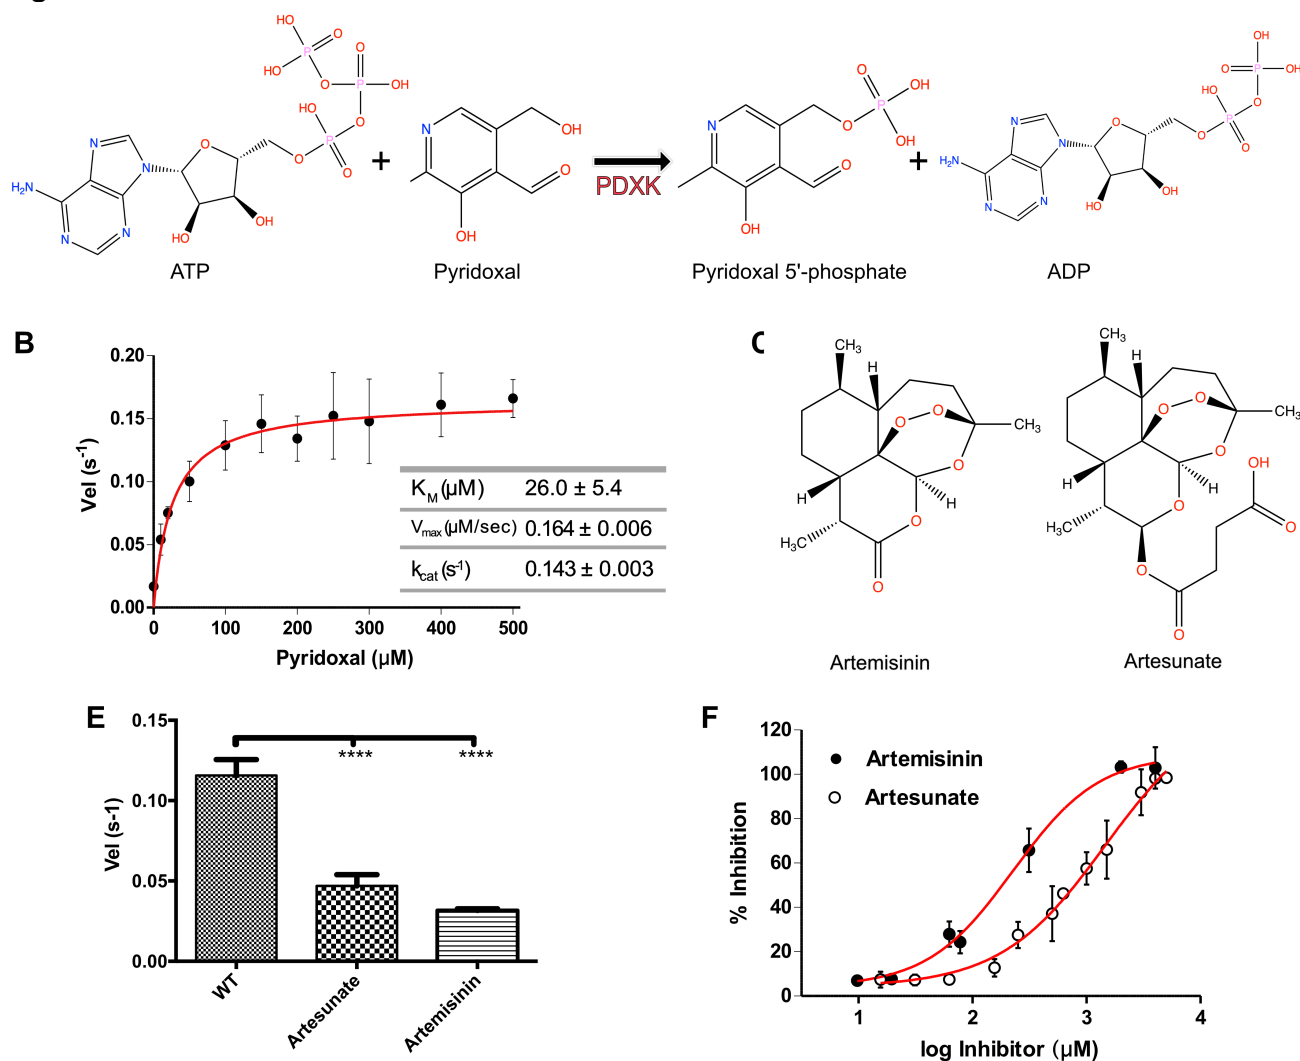 HO
P
O
HO
O
O
P
OH
HO
O
P
O
O
O
N
N
N
N
H₂N
HO
OH
+
N
OH
O
OH
PDXK
O
P
OH
O
OH
N
O
OH
+
OH
O
P
OH
HO
O
P
O
O
O
N
N
N
N
H₂N
HO
OH
ATP
Pyridoxal
Pyridoxal 5'-phosphate
ADP
B
0.20
0.15
0.10
0.05
0.00
Vel (s⁻¹)
0 100 200 300 400 500
Pyridoxal (µM)
K_M (µM) 26.0 ± 5.4
V_max (µM/sec) 0.164 ± 0.006
k_cat (s⁻¹) 0.143 ± 0.003
CH₃
H
O
O
CH₃
O
H
H
O
H₃C
O
Artemisinin
CH₃
H
O
O
CH₃
O
OH
H
H
O
O
H₃C
O
O
Artesunate
E
0.15
0.10
0.05
0.00
Vel (s-1)
**** ****
WT
Artesunate
Artemisinin
F
120
100
80
60
40
20
0
% Inhibition
Artemisinin
Artesunate
1 2 3 4
log Inhibitor (µM)